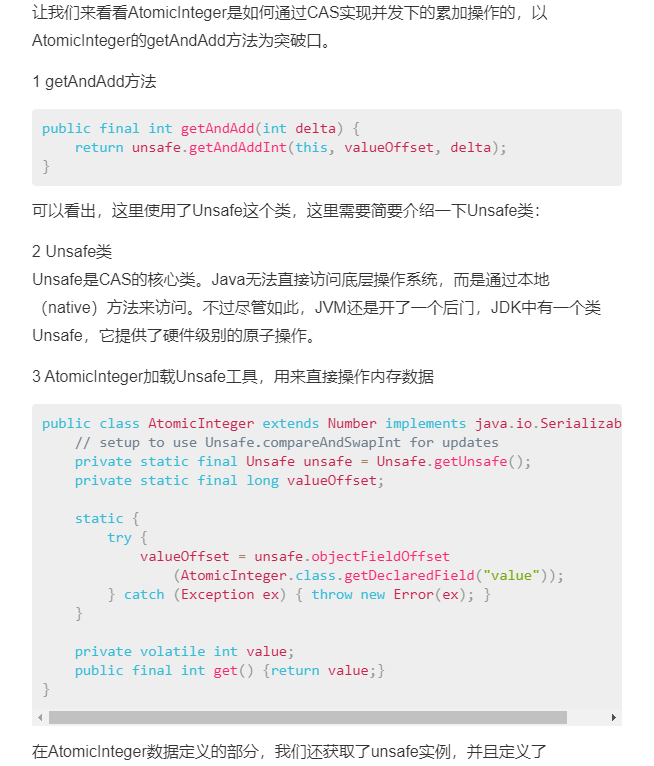 让我们来看看AtomicInteger是如何通过CAS实现并发下的累加操作的，以
AtomicInteger的getAndAdd方法为突破口。
1 getAndAdd方法
public final int getAndAdd(int delta) {
    return unsafe.getAndAddInt(this, valueOffset, delta);
}
可以看出，这里使用了Unsafe这个类，这里需要简要介绍一下Unsafe类：
2 Unsafe类
Unsafe是CAS的核心类。Java无法直接访问底层操作系统，而是通过本地
（native）方法来访问。不过尽管如此，JVM还是开了一个后门，JDK中有一个类
Unsafe，它提供了硬件级别的原子操作。
3 AtomicInteger加载Unsafe工具，用来直接操作内存数据
public class AtomicInteger extends Number implements java.io.Serializab
    // setup to use Unsafe.compareAndSwapInt for updates
    private static final Unsafe unsafe = Unsafe.getUnsafe();
    private static final long valueOffset;
    static {
        try {
            valueOffset = unsafe.objectFieldOffset
                (AtomicInteger.class.getDeclaredField("value"));
        } catch (Exception ex) { throw new Error(ex); }
    }
    private volatile int value;
    public final int get() {return value;}
}
在AtomicInteger数据定义的部分，我们还获取了unsafe实例，并且定义了